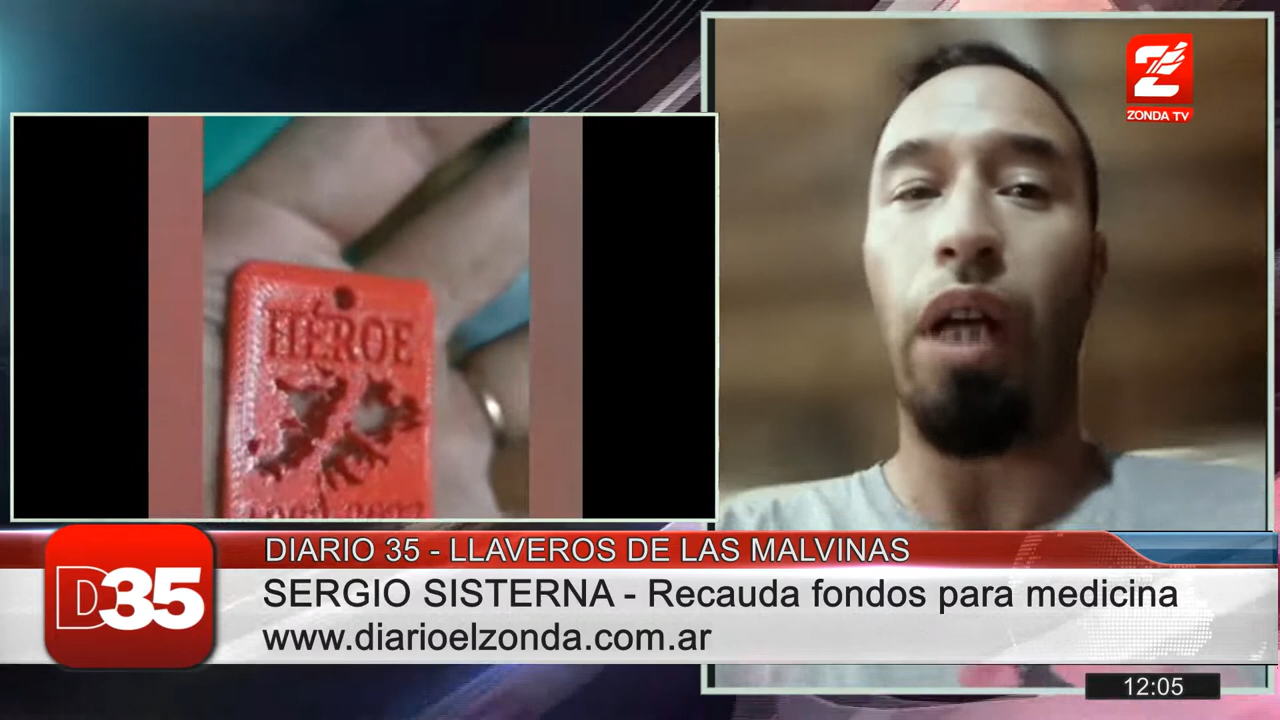 ZONDA TV
HÉROE
DIARIO 35 - LLAVEROS DE LAS MALVINAS
D35
SERGIO SISTERNA - Recauda fondos para medicina
www.diarioelzonda.com.ar
12:05